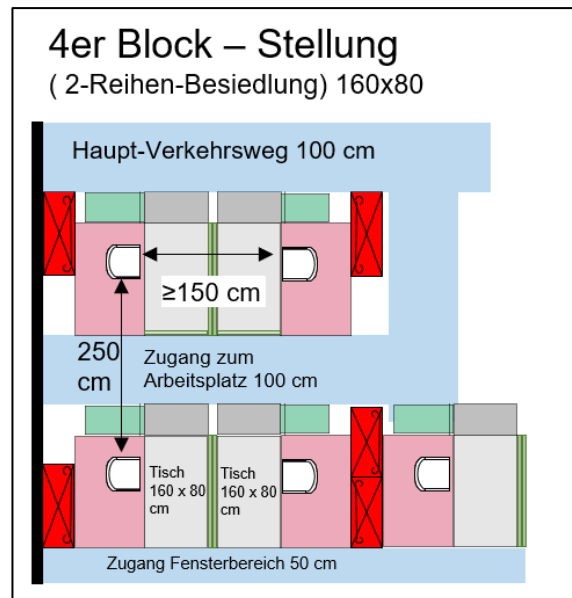 4er Block – Stellung
( 2-Reihen-Besiedlung) 160x80
Haupt-Verkehrsweg 100 cm
≥150 cm
250
cm
Zugang zum
Arbeitsplatz 100 cm
Tisch
160 x 80
cm
Tisch
160 x 80
cm
Zugang Fensterbereich 50 cm